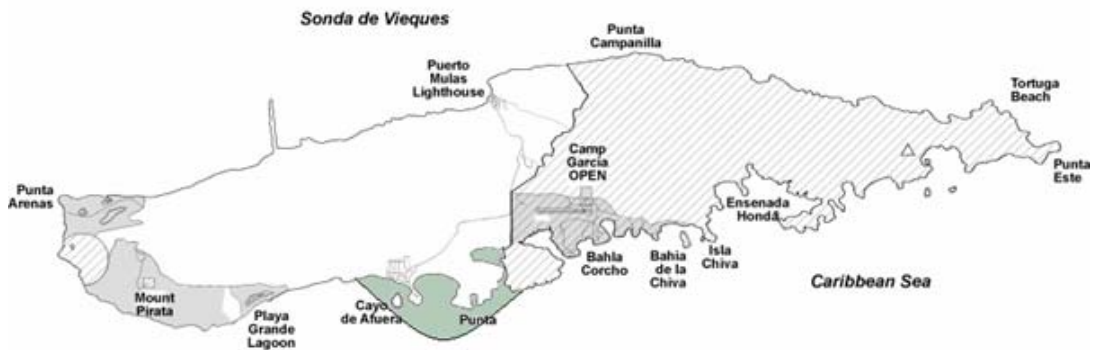 Sonda de Vieques
Punta
Campanilla
Puerto
Mulas
Lighthouse
Tortuga
Beach
Camp
Garcia
OPEN
Punta
Este
Punta
Arenas
Ensenada
Honda
Bahia
Corcho
Bahia
de la
Chiva
Isla
Chiva
Caribbean Sea
Mount
Pirata
Playa
Grande
Lagoon
Cayo
de Afuera
Punta